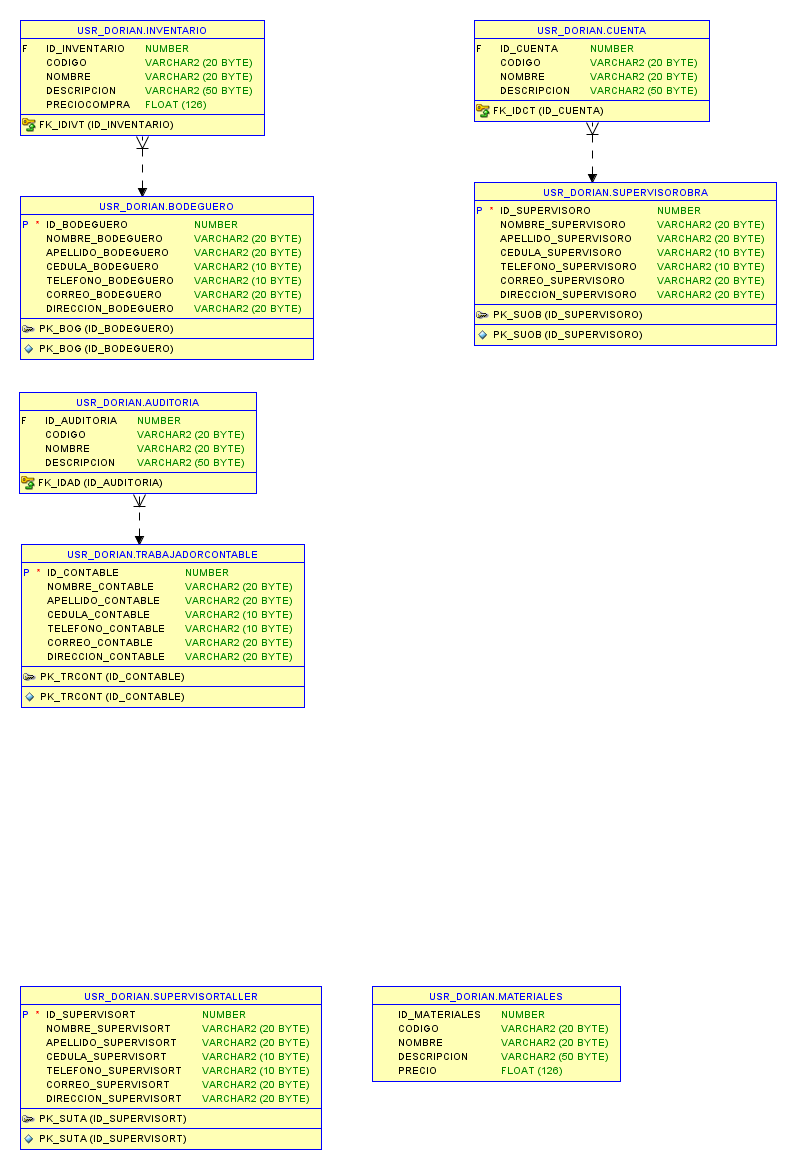 USR_DORIAN.INVENTARIO
F ID_INVENTARIO NUMBER
CODIGO VARCHAR2 (20 BYTE)
NOMBRE VARCHAR2 (20 BYTE)
DESCRIPCION VARCHAR2 (50 BYTE)
PRECIOCOMPRA FLOAT (126)
FK_IDIVT (ID_INVENTARIO)
USR_DORIAN.CUENTA
F ID_CUENTA NUMBER
CODIGO VARCHAR2 (20 BYTE)
NOMBRE VARCHAR2 (20 BYTE)
DESCRIPCION VARCHAR2 (50 BYTE)
FK_IDCT (ID_CUENTA)
USR_DORIAN.BODEGUERO
P * ID_BODEGUERO NUMBER
NOMBRE_BODEGUERO VARCHAR2 (20 BYTE)
APELLIDO_BODEGUERO VARCHAR2 (20 BYTE)
CEDULA_BODEGUERO VARCHAR2 (10 BYTE)
TELEFONO_BODEGUERO VARCHAR2 (10 BYTE)
CORREO_BODEGUERO VARCHAR2 (20 BYTE)
DIRECCION_BODEGUERO VARCHAR2 (20 BYTE)
PK_BOG (ID_BODEGUERO)
PK_BOG (ID_BODEGUERO)
USR_DORIAN.SUPERVISOROBRA
P * ID_SUPERVISORO NUMBER
NOMBRE_SUPERVISORO VARCHAR2 (20 BYTE)
APELLIDO_SUPERVISORO VARCHAR2 (20 BYTE)
CEDULA_SUPERVISORO VARCHAR2 (10 BYTE)
TELEFONO_SUPERVISORO VARCHAR2 (10 BYTE)
CORREO_SUPERVISORO VARCHAR2 (20 BYTE)
DIRECCION_SUPERVISORO VARCHAR2 (20 BYTE)
PK_SUOB (ID_SUPERVISORO)
PK_SUOB (ID_SUPERVISORO)
USR_DORIAN.AUDITORIA
F ID_AUDITORIA NUMBER
CODIGO VARCHAR2 (20 BYTE)
NOMBRE VARCHAR2 (20 BYTE)
DESCRIPCION VARCHAR2 (50 BYTE)
FK_IDAD (ID_AUDITORIA)
USR_DORIAN.TRABAJADORCONTABLE
P * ID_CONTABLE NUMBER
NOMBRE_CONTABLE VARCHAR2 (20 BYTE)
APELLIDO_CONTABLE VARCHAR2 (20 BYTE)
CEDULA_CONTABLE VARCHAR2 (10 BYTE)
TELEFONO_CONTABLE VARCHAR2 (10 BYTE)
CORREO_CONTABLE VARCHAR2 (20 BYTE)
DIRECCION_CONTABLE VARCHAR2 (20 BYTE)
PK_TRCONT (ID_CONTABLE)
PK_TRCONT (ID_CONTABLE)
USR_DORIAN.SUPERVISORTALLER
P * ID_SUPERVISORT NUMBER
NOMBRE_SUPERVISORT VARCHAR2 (20 BYTE)
APELLIDO_SUPERVISORT VARCHAR2 (20 BYTE)
CEDULA_SUPERVISORT VARCHAR2 (10 BYTE)
TELEFONO_SUPERVISORT VARCHAR2 (10 BYTE)
CORREO_SUPERVISORT VARCHAR2 (20 BYTE)
DIRECCION_SUPERVISORT VARCHAR2 (20 BYTE)
PK_SUTA (ID_SUPERVISORT)
PK_SUTA (ID_SUPERVISORT)
USR_DORIAN.MATERIALES
ID_MATERIALES NUMBER
CODIGO VARCHAR2 (20 BYTE)
NOMBRE VARCHAR2 (20 BYTE)
DESCRIPCION VARCHAR2 (50 BYTE)
PRECIO FLOAT (126)